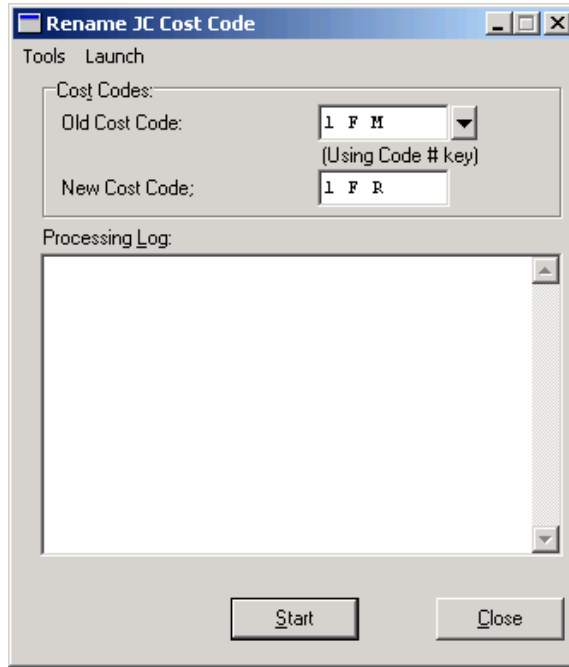 Rename JC Cost Code
Tools Launch
Cost Codes:
Old Cost Code: 1 F M
(Using Code # key)
New Cost Code; 1 F R
Processing Log:
Start Close